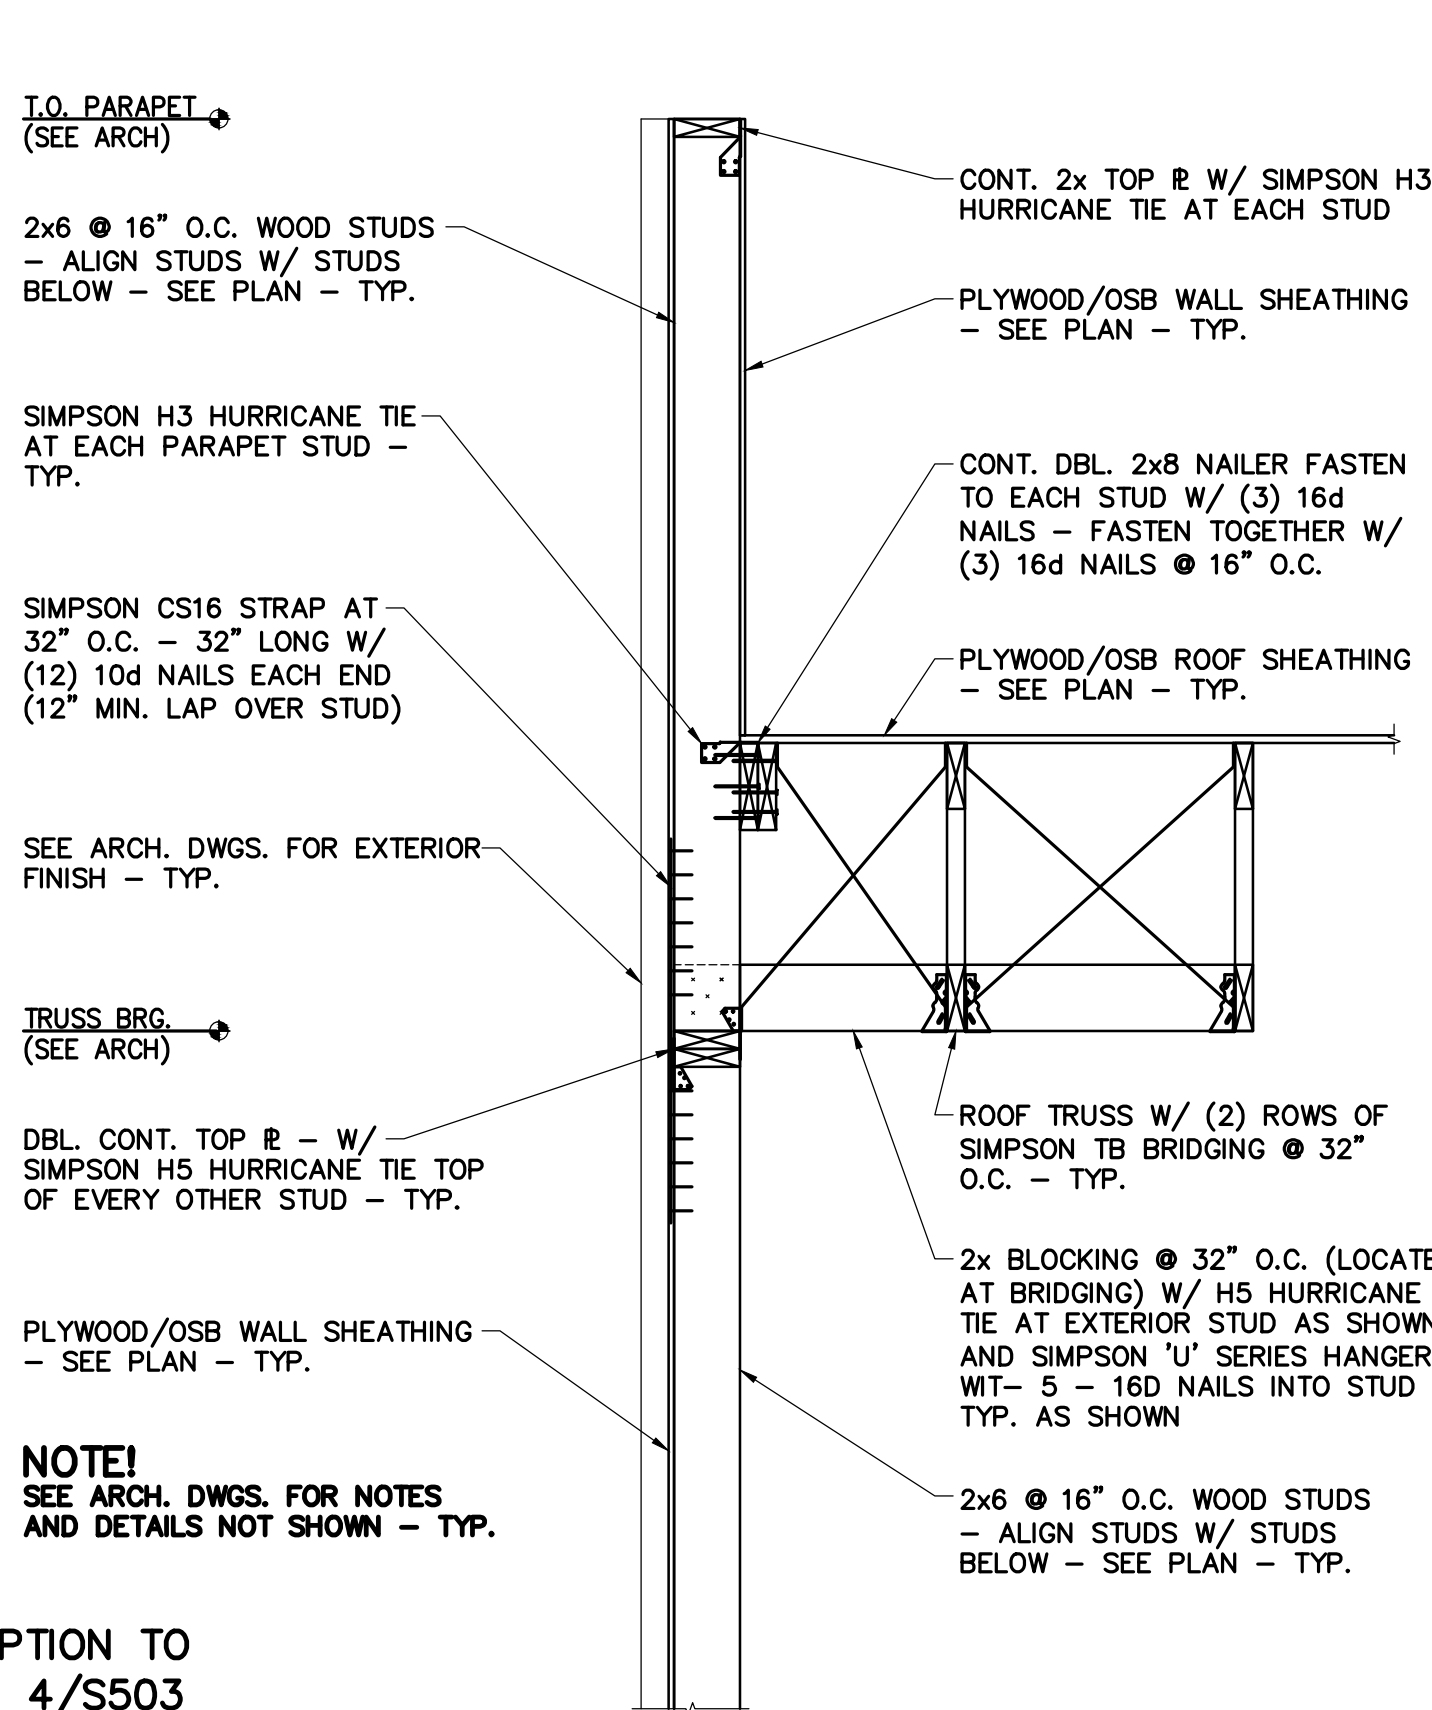 T.O. PARAPET
(SEE ARCH)
2x6 @ 16" O.C. WOOD STUDS
– ALIGN STUDS W/ STUDS
BELOW – SEE PLAN – TYP.
SIMPSON H3 HURRICANE TIE
AT EACH PARAPET STUD –
TYP.
SIMPSON CS16 STRAP AT
32" O.C. – 32" LONG W/
(12) 10d NAILS EACH END
(12" MIN. LAP OVER STUD)
SEE ARCH. DWGS. FOR EXTERIOR
FINISH – TYP.
TRUSS BRG.
(SEE ARCH)
DBL. CONT. TOP ⅊ – W/
SIMPSON H5 HURRICANE TIE TOP
OF EVERY OTHER STUD – TYP.
PLYWOOD/OSB WALL SHEATHING
– SEE PLAN – TYP.
NOTE!
SEE ARCH. DWGS. FOR NOTES
AND DETAILS NOT SHOWN – TYP.
PTION TO
4/S503
CONT. 2x TOP ⅊ W/ SIMPSON H3
HURRICANE TIE AT EACH STUD
PLYWOOD/OSB WALL SHEATHING
– SEE PLAN – TYP.
CONT. DBL. 2x8 NAILER FASTEN
TO EACH STUD W/ (3) 16d
NAILS – FASTEN TOGETHER W/
(3) 16d NAILS @ 16" O.C.
PLYWOOD/OSB ROOF SHEATHING
– SEE PLAN – TYP.
ROOF TRUSS W/ (2) ROWS OF
SIMPSON TB BRIDGING @ 32"
O.C. – TYP.
2x BLOCKING @ 32" O.C. (LOCATE
AT BRIDGING) W/ H5 HURRICANE
TIE AT EXTERIOR STUD AS SHOWN
AND SIMPSON 'U' SERIES HANGER
WIT– 5 – 16D NAILS INTO STUD
TYP. AS SHOWN
2x6 @ 16" O.C. WOOD STUDS
– ALIGN STUDS W/ STUDS
BELOW – SEE PLAN – TYP.